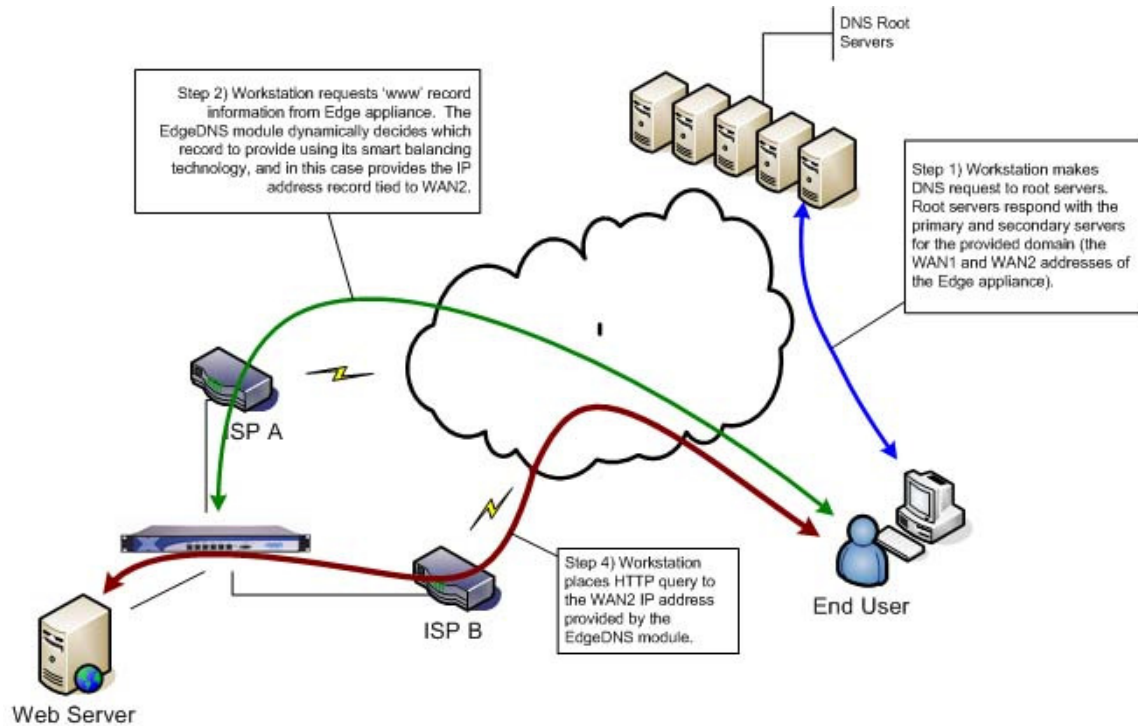 DNS Root
Servers
Step 2) Workstation requests 'www' record
information from Edge appliance. The
EdgeDNS module dynamically decides which
record to provide using its smart balancing
technology, and in this case provides the IP
address record tied to WAN2.
Step 1) Workstation makes
DNS request to root servers.
Root servers respond with the
primary and secondary servers
for the provided domain (the
WAN1 and WAN2 addresses of
the Edge appliance).
I
ISP A
Step 4) Workstation
places HTTP query to
the WAN2 IP address
provided by the
EdgeDNS module.
ISP B
End User
Web Server